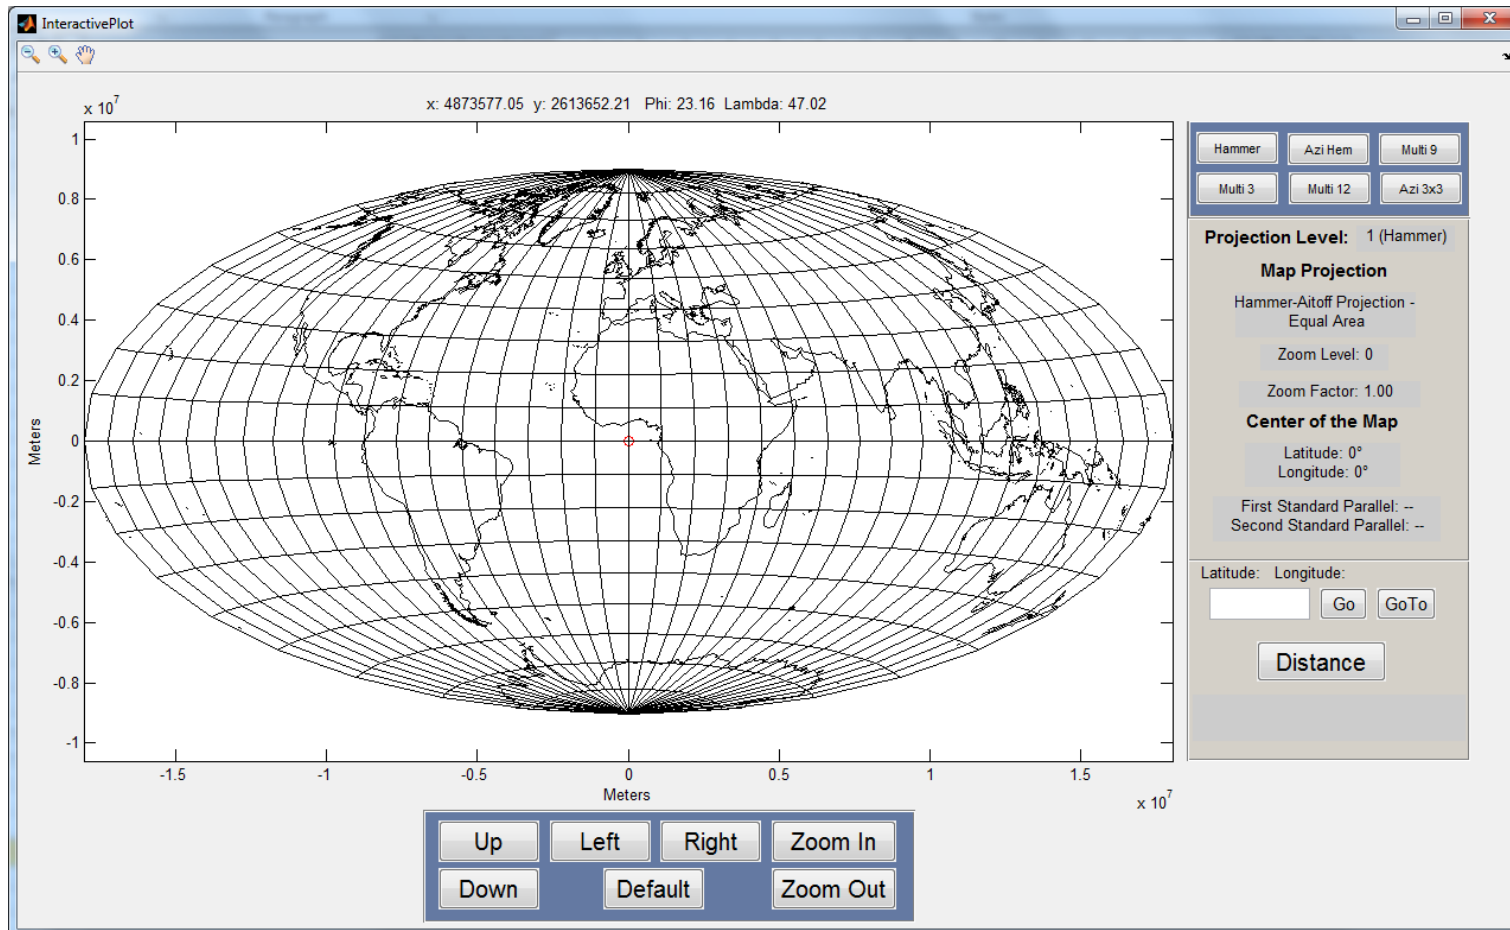 InteractivePlot
x: 4873577.05 y: 2613652.21 Phi: 23.16 Lambda: 47.02
x 10^7
1
0.8
0.6
0.4
0.2
0
-0.2
-0.4
-0.6
-0.8
-1
Meters
-1.5
-1
-0.5
0
0.5
1
1.5
Meters
x 10^7
Hammer
Azi Hem
Multi 9
Multi 3
Multi 12
Azi 3x3
Projection Level: 1 (Hammer)
Map Projection
Hammer-Aitoff Projection -
Equal Area
Zoom Level: 0
Zoom Factor: 1.00
Center of the Map
Latitude: 0°
Longitude: 0°
First Standard Parallel: --
Second Standard Parallel: --
Latitude: Longitude:
Go
GoTo
Distance
Up
Left
Right
Zoom In
Down
Default
Zoom Out